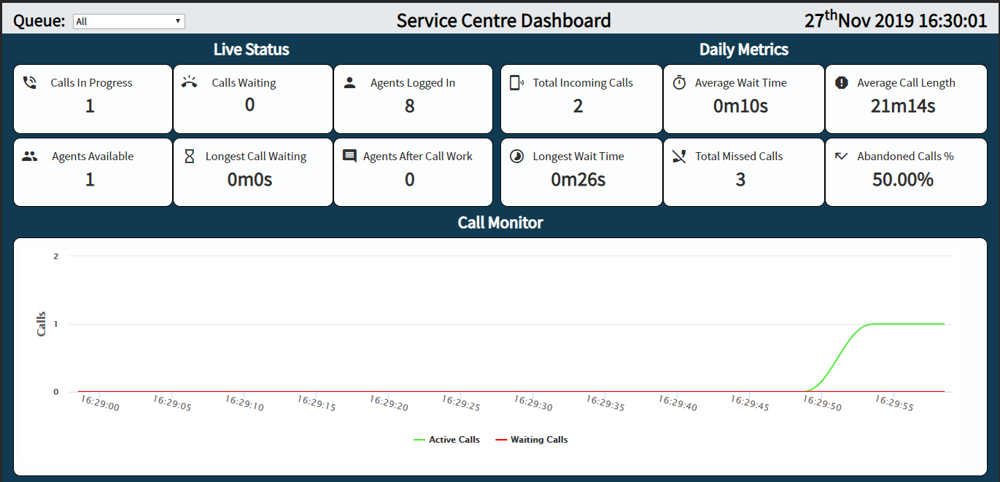 Queue: All Service Centre Dashboard 27th Nov 2019 16:30:01
Live Status Daily Metrics
Calls In Progress Calls Waiting Agents Logged In Total Incoming Calls Average Wait Time Average Call Length
1 0 8 2 0m10s 21m14s
Agents Available Longest Call Waiting Agents After Call Work Longest Wait Time Total Missed Calls Abandoned Calls %
1 0m0s 0 0m26s 3 50.00%
Call Monitor
2
Calls
1
0
16:29:00 16:29:05 16:29:10 16:29:15 16:29:20 16:29:25 16:29:30 16:29:35 16:29:40 16:29:45 16:29:50 16:29:55
Active Calls Waiting Calls